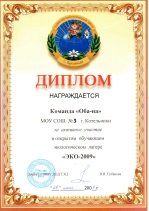 ДИПЛОМ
НАГРАЖДАЕТСЯ
Команда «Оба-на»
МОУ СОШ №3 г. Котельники
за активное участие
в открытом обучающем
экологическом лагере
«ЭКО-2009»